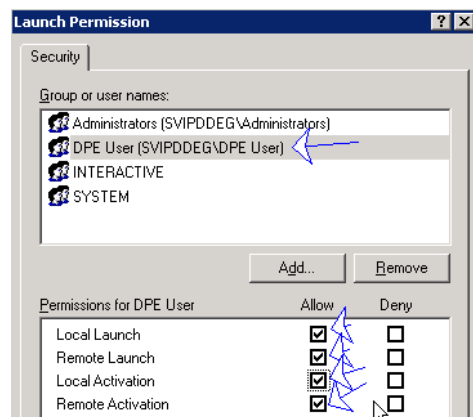 Launch Permission
Security
Group or user names:
Administrators (SVIPDDEG\Administrators)
DPE User (SVIPDDEG\DPE User)
INTERACTIVE
SYSTEM
Add... Remove
Permissions for DPE User Allow Deny
Local Launch
Remote Launch
Local Activation
Remote Activation